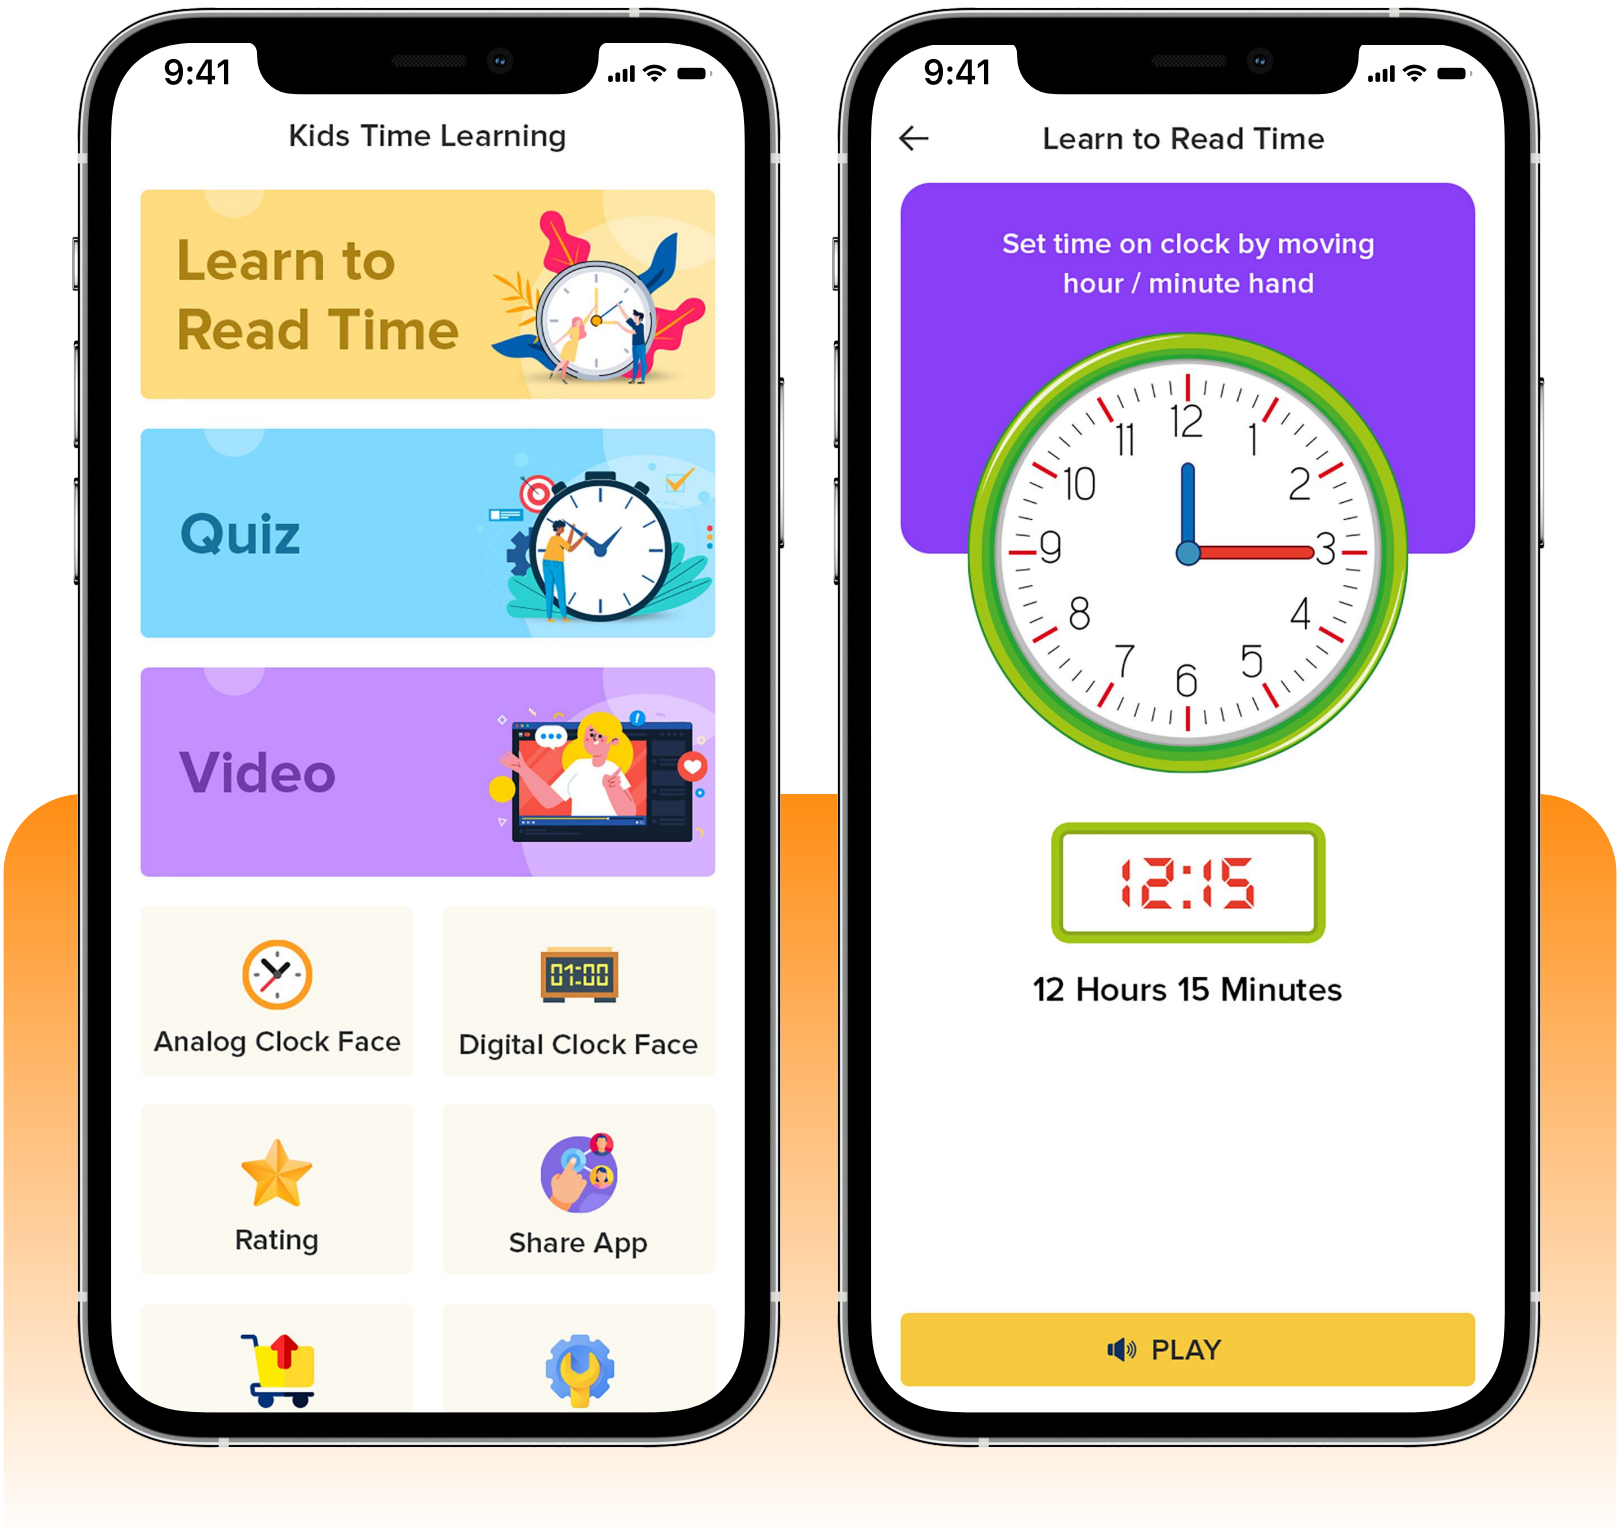 9:41
Kids Time Learning
Learn to
Read Time
Quiz
Video
01:00
Analog Clock Face
Digital Clock Face
Rating
Share App
9:41
Learn to Read Time
Set time on clock by moving
hour / minute hand
12
1
2
3
4
5
6
7
8
9
10
11
12:15
12 Hours 15 Minutes
PLAY